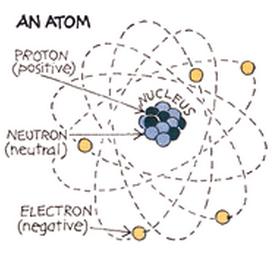 AN ATOM
PROTON
(positive)
NUCLEUS
NEUTRON
(neutral)
ELECTRON
(negative)